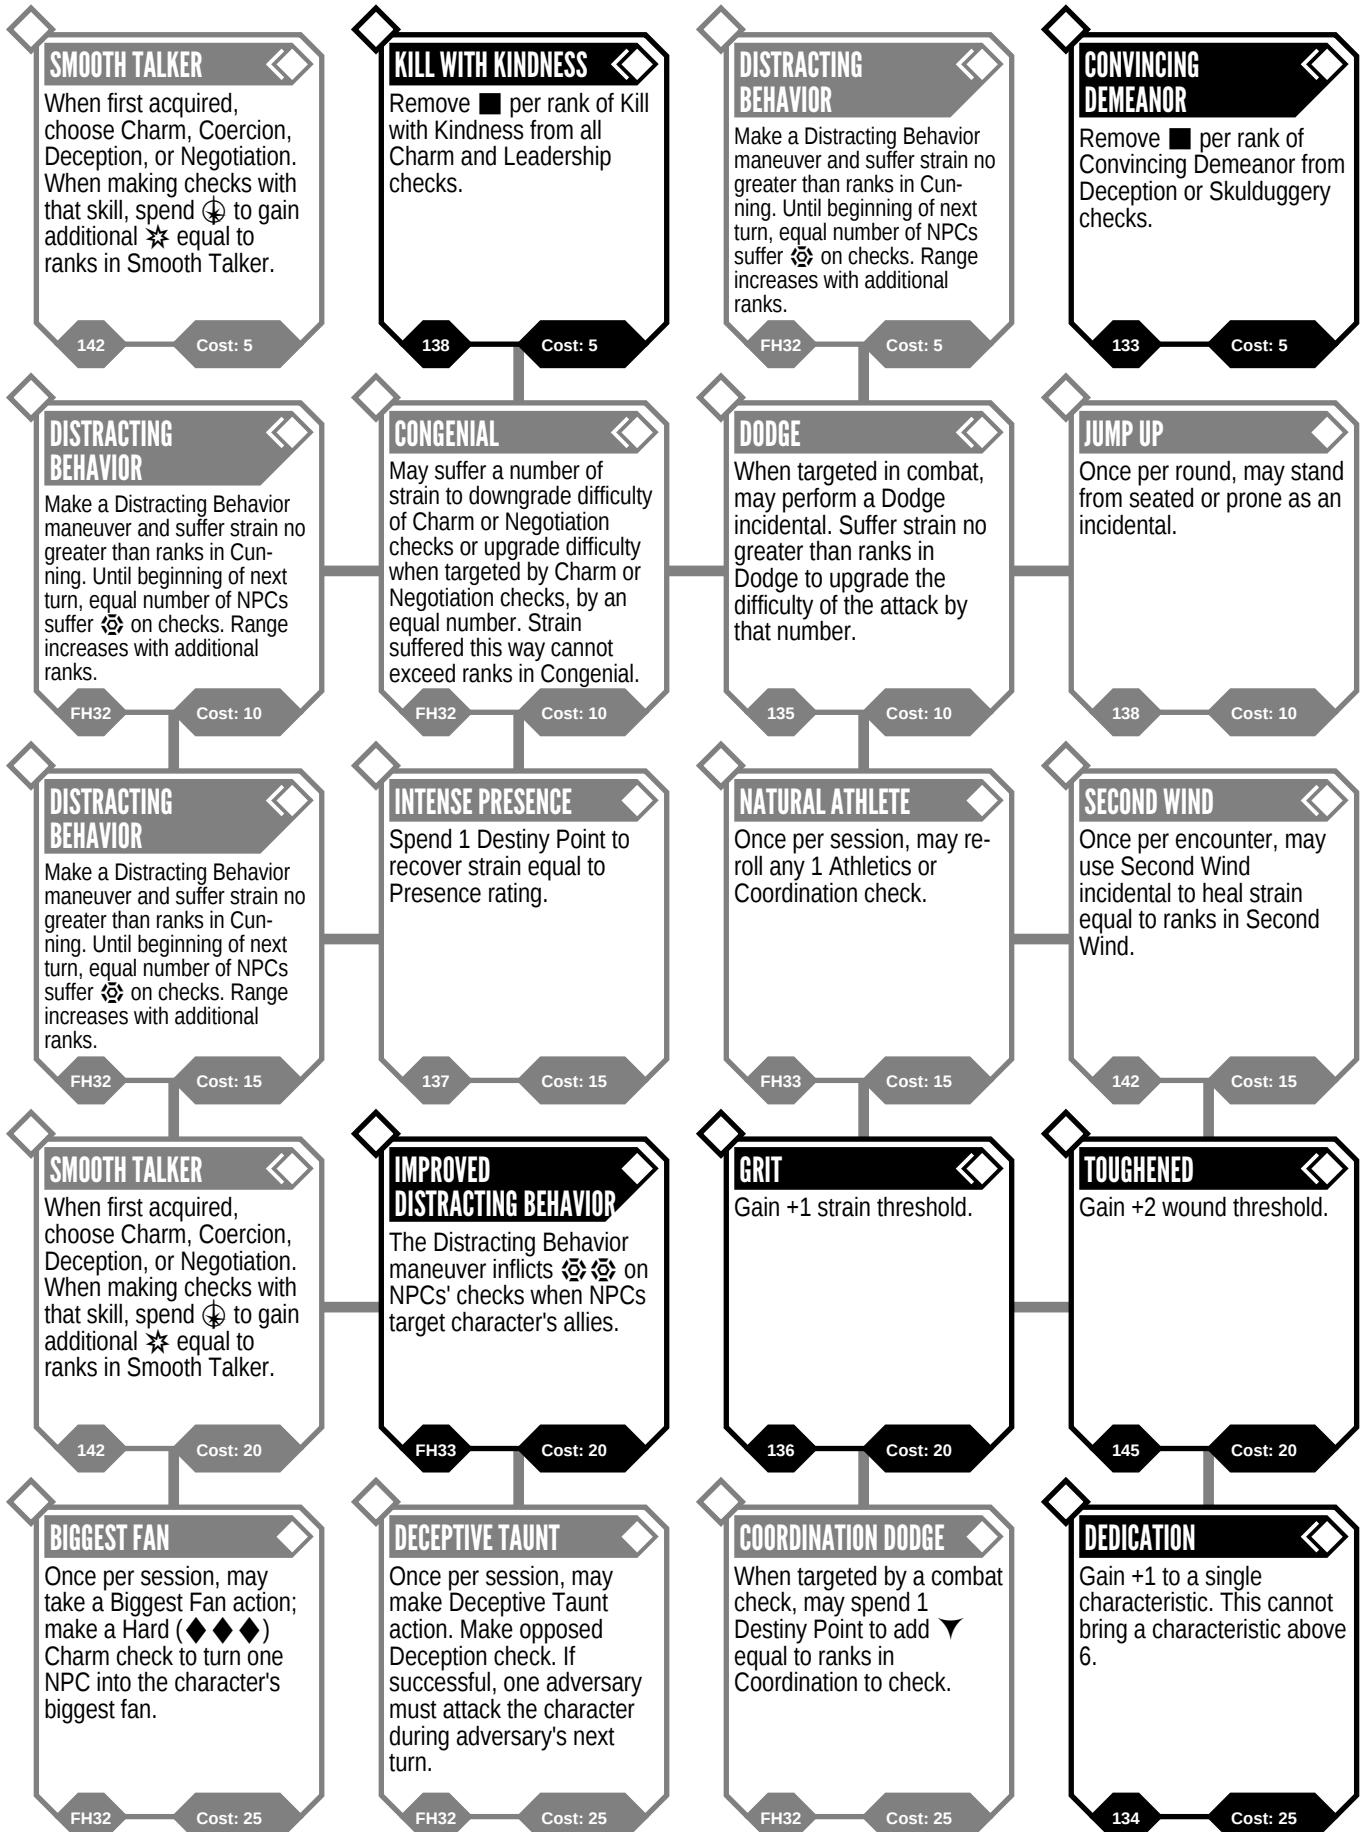 SMOOTH TALKER
When first acquired,
choose Charm, Coercion,
Deception, or Negotiation.
When making checks with
that skill, spend to gain
additional equal to
ranks in Smooth Talker.
142
Cost: 5
KILL WITH KINDNESS
Remove ■ per rank of Kill
with Kindness from all
Charm and Leadership
checks.
138
Cost: 5
DISTRACTING
BEHAVIOR
Make a Distracting Behavior
maneuver and suffer strain no
greater than ranks in Cun-
ning. Until beginning of next
turn, equal number of NPCs
suffer on checks. Range
increases with additional
ranks.
FH32
Cost: 5
CONVINCING
DEMEANOR
Remove ■ per rank of
Convincing Demeanor from
Deception or Skulduggery
checks.
133
Cost: 5
DISTRACTING
BEHAVIOR
Make a Distracting Behavior
maneuver and suffer strain no
greater than ranks in Cun-
ning. Until beginning of next
turn, equal number of NPCs
suffer on checks. Range
increases with additional
ranks.
FH32
Cost: 10
CONGENIAL
May suffer a number of
strain to downgrade difficulty
of Charm or Negotiation
checks or upgrade difficulty
when targeted by Charm or
Negotiation checks, by an
equal number. Strain
suffered this way cannot
exceed ranks in Congenial.
FH32
Cost: 10
DODGE
When targeted in combat,
may perform a Dodge
incidental. Suffer strain no
greater than ranks in
Dodge to upgrade the
difficulty of the attack by
that number.
135
Cost: 10
JUMP UP
Once per round, may stand
from seated or prone as an
incidental.
138
Cost: 10
DISTRACTING
BEHAVIOR
Make a Distracting Behavior
maneuver and suffer strain no
greater than ranks in Cun-
ning. Until beginning of next
turn, equal number of NPCs
suffer on checks. Range
increases with additional
ranks.
FH32
Cost: 15
INTENSE PRESENCE
Spend 1 Destiny Point to
recover strain equal to
Presence rating.
137
Cost: 15
NATURAL ATHLETE
Once per session, may re-
roll any 1 Athletics or
Coordination check.
FH33
Cost: 15
SECOND WIND
Once per encounter, may
use Second Wind
incidental to heal strain
equal to ranks in Second
Wind.
142
Cost: 15
SMOOTH TALKER
When first acquired,
choose Charm, Coercion,
Deception, or Negotiation.
When making checks with
that skill, spend to gain
additional equal to
ranks in Smooth Talker.
142
Cost: 20
IMPROVED
DISTRACTING BEHAVIOR
The Distracting Behavior
maneuver inflicts on
NPCs' checks when NPCs
target character's allies.
FH33
Cost: 20
GRIT
Gain +1 strain threshold.
136
Cost: 20
TOUGHENED
Gain +2 wound threshold.
145
Cost: 20
BIGGEST FAN
Once per session, may
take a Biggest Fan action;
make a Hard (♦ ♦ ♦)
Charm check to turn one
NPC into the character's
biggest fan.
FH32
Cost: 25
DECEPTIVE TAUNT
Once per session, may
make Deceptive Taunt
action. Make opposed
Deception check. If
successful, one adversary
must attack the character
during adversary's next
turn.
FH32
Cost: 25
COORDINATION DODGE
When targeted by a combat
check, may spend 1
Destiny Point to add
equal to ranks in
Coordination to check.
FH32
Cost: 25
DEDICATION
Gain +1 to a single
characteristic. This cannot
bring a characteristic above
6.
134
Cost: 25